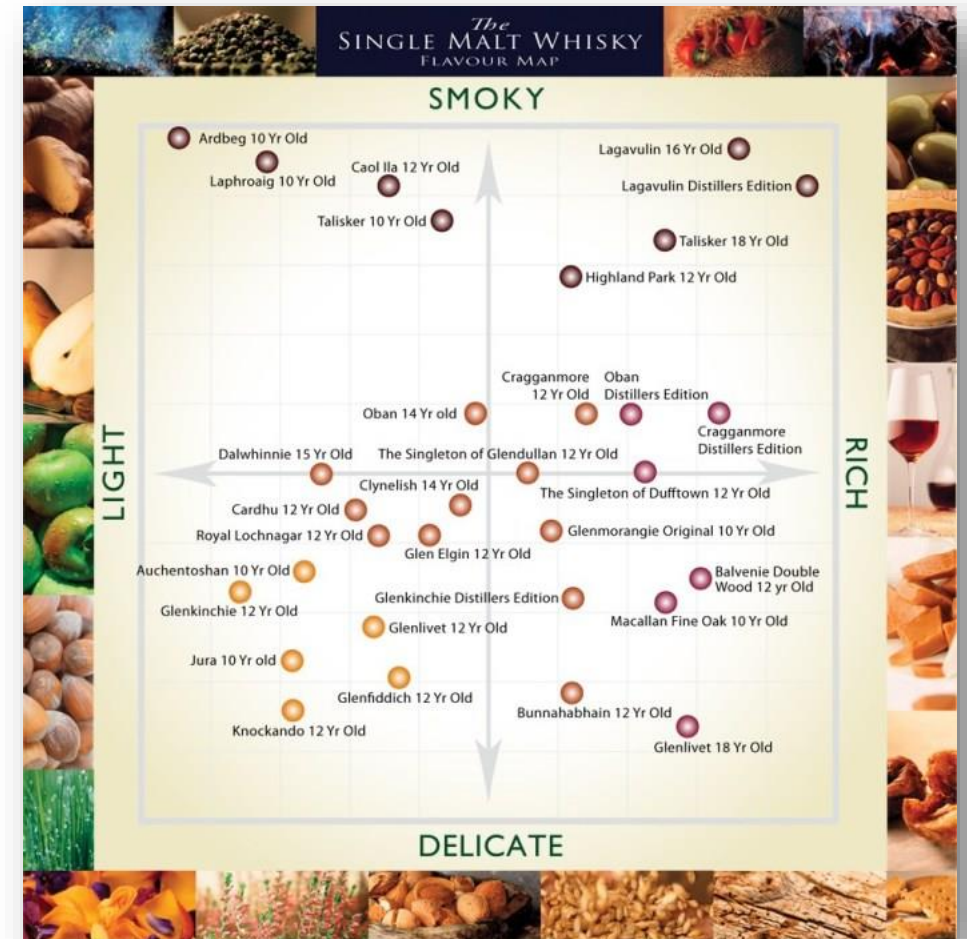 The
SINGLE MALT WHISKY
FLAVOUR MAP
SMOKY
Ardbeg 10 Yr Old
Lagavulin 16 Yr Old
Caol Ila 12 Yr Old
Laphroaig 10 Yr Old
Lagavulin Distillers Edition
Talisker 10 Yr Old
Talisker 18 Yr Old
Highland Park 12 Yr Old
Cragganmore
12 Yr Old
Oban
Distillers Edition
Oban 14 Yr old
Cragganmore
Distillers Edition
LIGHT
RICH
Dalwhinnie 15 Yr Old
The Singleton of Glendullan 12 Yr Old
Clynelish 14 Yr Old
The Singleton of Dufftown 12 Yr Old
Cardhu 12 Yr Old
Royal Lochnagar 12 Yr Old
Glenmorangie Original 10 Yr Old
Glen Elgin 12 Yr Old
Auchentoshan 10 Yr Old
Balvenie Double
Wood 12 yr Old
Glenkinchie 12 Yr Old
Glenkinchie Distillers Edition
Macallan Fine Oak 10 Yr Old
Glenlivet 12 Yr Old
Jura 10 Yr old
Glenfiddich 12 Yr Old
Bunnahabhain 12 Yr Old
Knockando 12 Yr Old
Glenlivet 18 Yr Old
DELICATE